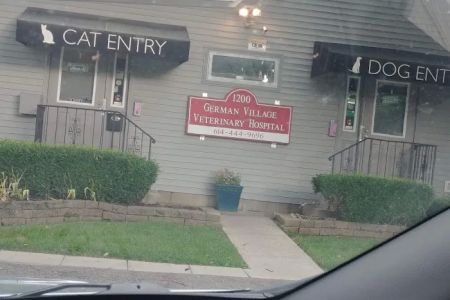 CAT ENTRY
DOG ENT
1200
GERMAN VILLAGE
VETERINARY HOSPITAL
614-444-9696